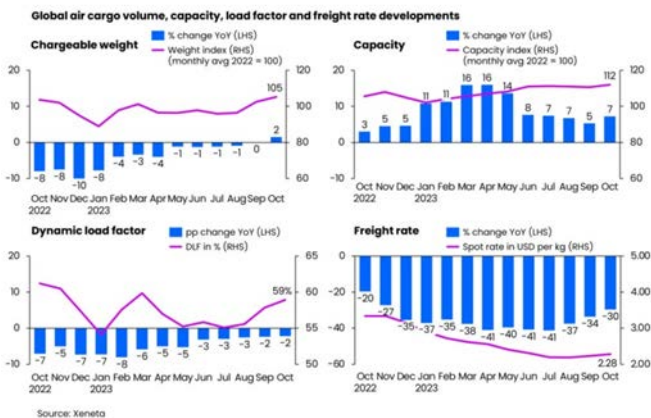 Global air cargo volume, capacity, load factor and freight rate developments
Chargeable weight
% change YoY (LHS)
Weight index (RHS)
(monthly avg 2022 = 100)
20 120
10 100
0 80
-10 60
105
-8 -8 -10 -8 -4 -3 -4 -1 -1 -1 -1 0 2
Oct Nov Dec Jan Feb Mar Apr May Jun Jul Aug Sep Oct
2022 2023
Capacity
% change YoY (LHS)
Capacity index (RHS)
(monthly avg 2022 = 100)
20 120
10 100
0 80
-10 60
112
3 5 5 11 11 16 16 14 8 7 7 5 7
Oct Nov Dec Jan Feb Mar Apr May Jun Jul Aug Sep Oct
2022 2023
Dynamic load factor
pp change YoY (LHS)
DLF in % (RHS)
20 65
10 60
0 55
-10 50
59%
-7 -5 -7 -7 -8 -6 -5 -5 -3 -3 -3 -2 -2
Oct Nov Dec Jan Feb Mar Apr May Jun Jul Aug Sep Oct
2022 2023
Freight rate
% change YoY (LHS)
Spot rate in USD per kg (RHS)
0 5.00
-20 4.00
-40 3.00
-60 2.00
-20 -27 -35 -37 -35 -38 -41 -40 -41 -41 -37 -34 -30
2.28
Oct Nov Dec Jan Feb Mar Apr May Jun Jul Aug Sep Oct
2022 2023
Source: Xeneta